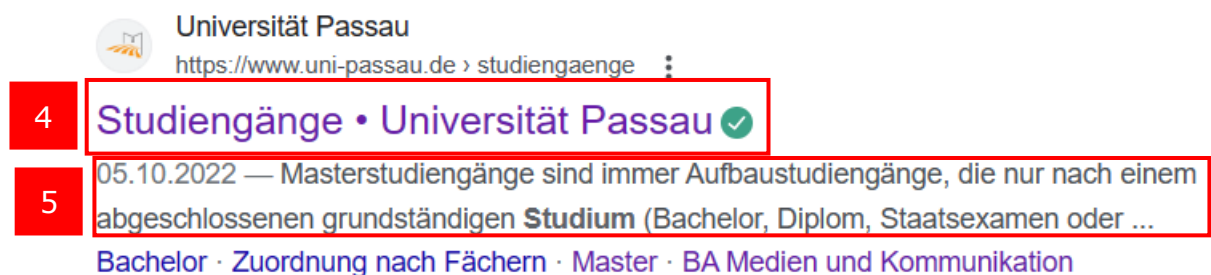 Universität Passau
https://www.uni-passau.de › studiengaenge
4
Studiengänge • Universität Passau
5
05.10.2022 — Masterstudiengänge sind immer Aufbaustudiengänge, die nur nach einem
abgeschlossenen grundständigen Studium (Bachelor, Diplom, Staatsexamen oder ...
Bachelor · Zuordnung nach Fächern · Master · BA Medien und Kommunikation